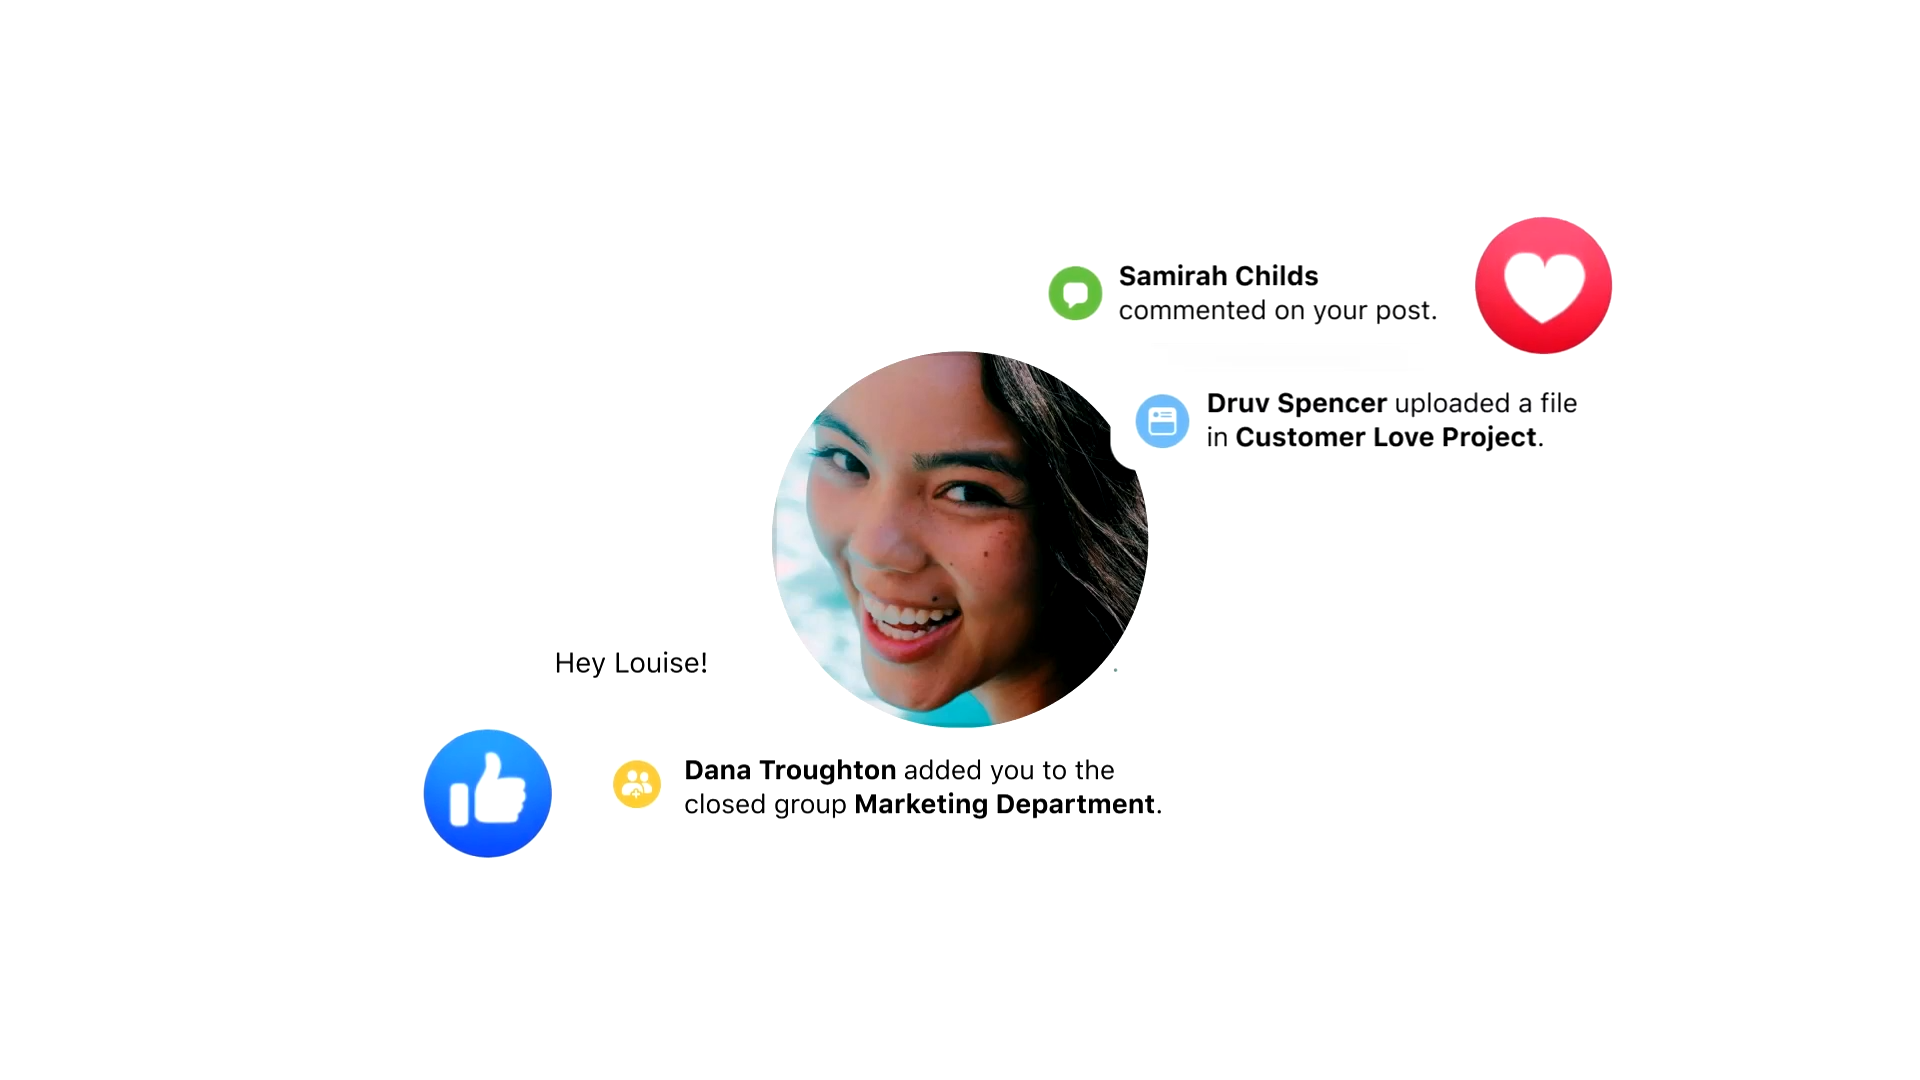 Samirah Childs
commented on your post.
Druv Spencer uploaded a file
in Customer Love Project.
Hey Louise!
Dana Troughton added you to the
closed group Marketing Department.